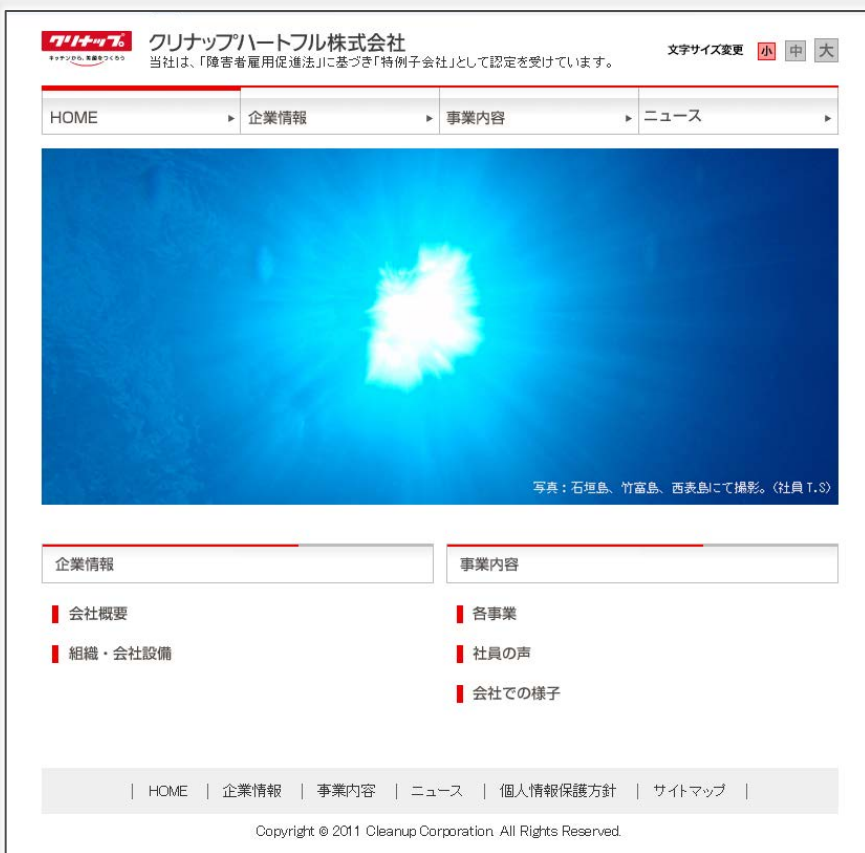 クリナップ
キッチンから、笑顔をつくろう
クリナップハートフル株式会社
当社は、「障害者雇用促進法」に基づき「特例子会社」として認定を受けています。
文字サイズ変更 小 中 大
HOME 企業情報 事業内容 ニュース
写真：石垣島、竹富島、西表島にて撮影。（社員 T.S）
企業情報
会社概要
組織・会社設備
事業内容
各事業
社員の声
会社での様子
｜ HOME ｜ 企業情報 ｜ 事業内容 ｜ ニュース ｜ 個人情報保護方針 ｜ サイトマップ ｜
Copyright © 2011 Cleanup Corporation. All Rights Reserved.